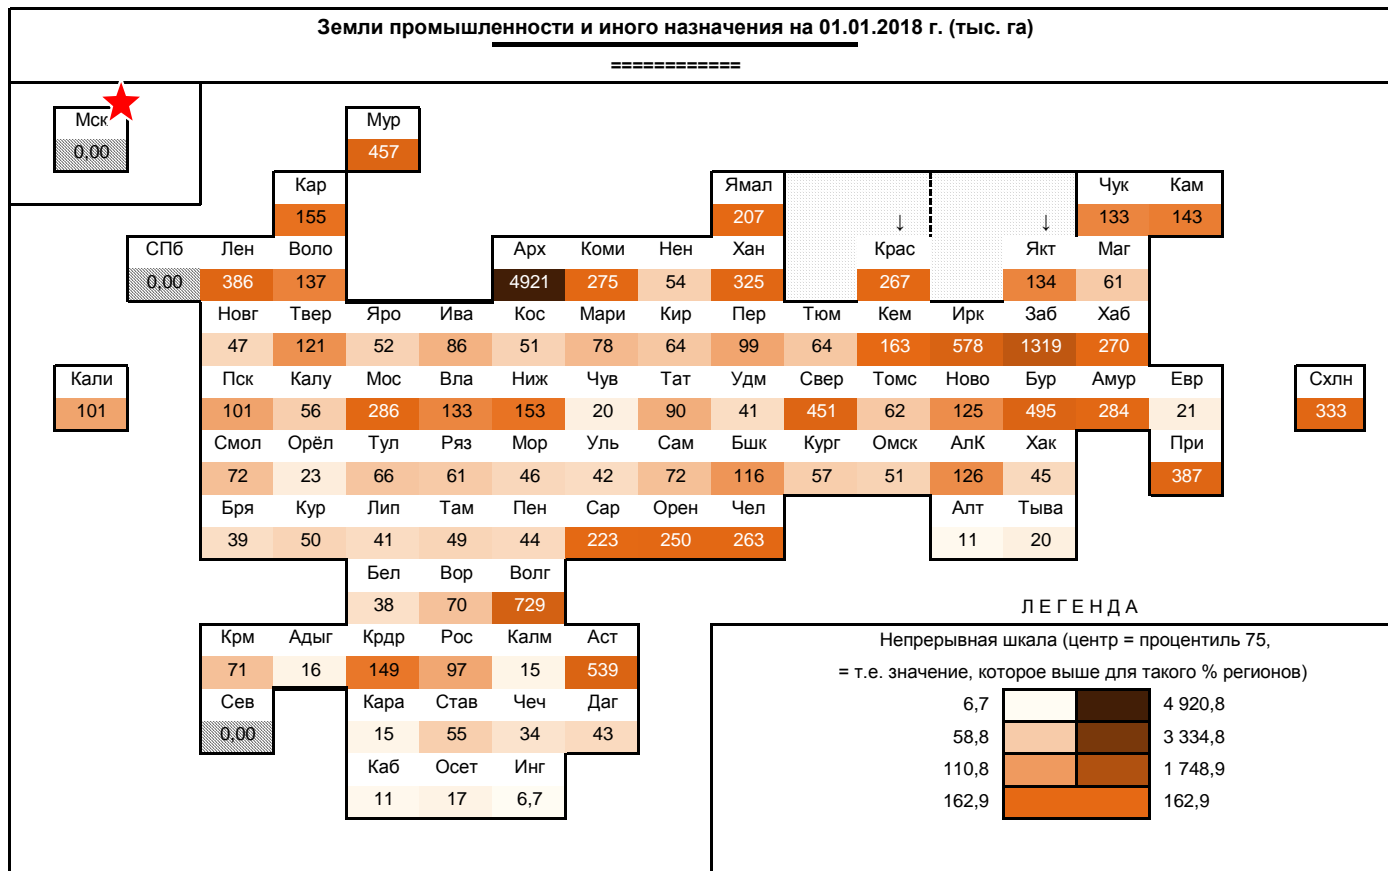 Земли промышленности и иного назначения на 01.01.2018 г. (тыс. га)
============
Мск Мур
0,00 457
Кар Ямал Чук Кам
155 207 ↓ ↓ 133 143
СПб Лен Воло Арх Коми Нен Хан Крас Якт Маг
0,00 386 137 4921 275 54 325 267 134 61
Новг Твер Яро Ива Кос Мари Кир Пер Тюм Кем Ирк Заб Хаб
47 121 52 86 51 78 64 99 64 163 578 1319 270
Кали Пск Калу Мос Вла Ниж Чув Тат Удм Свер Томс Ново Бур Амур Евр Схлн
101 101 56 286 133 153 20 90 41 451 62 125 495 284 21 333
Смол Орёл Тул Ряз Мор Уль Сам Бшк Кург Омск АлК Хак При
72 23 66 61 46 42 72 116 57 51 126 45 387
Бря Кур Лип Там Пен Сар Орен Чел Алт Тыва
39 50 41 49 44 223 250 263 11 20
Бел Вор Волг
38 70 729
ЛЕГЕНДА
Крм Адыг Крдр Рос Калм Аст Непрерывная шкала (центр = процентиль 75,
71 16 149 97 15 539 = т.е. значение, которое выше для такого % регионов)
Сев Кара Став Чеч Даг 6,7 4 920,8
0,00 15 55 34 43 58,8 3 334,8
Каб Осет Инг 110,8 1 748,9
11 17 6,7 162,9 162,9